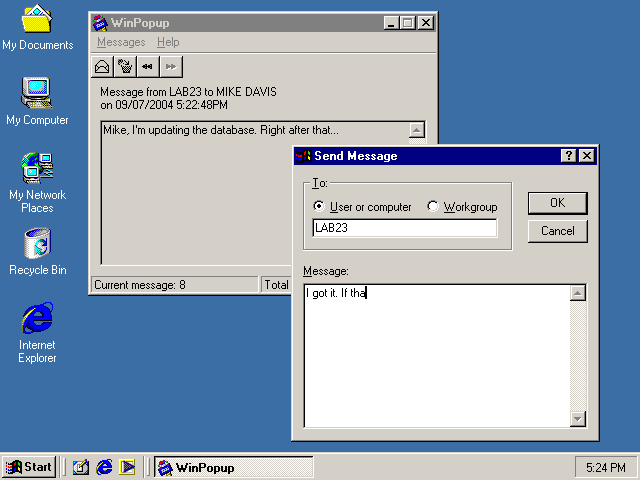 My Documents
My Computer
My Network
Places
Recycle Bin
Internet
Explorer
WinPopup
Messages Help
Message from LAB23 to MIKE DAVIS
on 09/07/2004 5:22:48PM
Mike, I'm updating the database. Right after that...
Current message: 8
Total
Send Message
To:
User or computer
Workgroup
LAB23
OK
Cancel
Message:
I got it. If tha
Start
WinPopup
5:24 PM